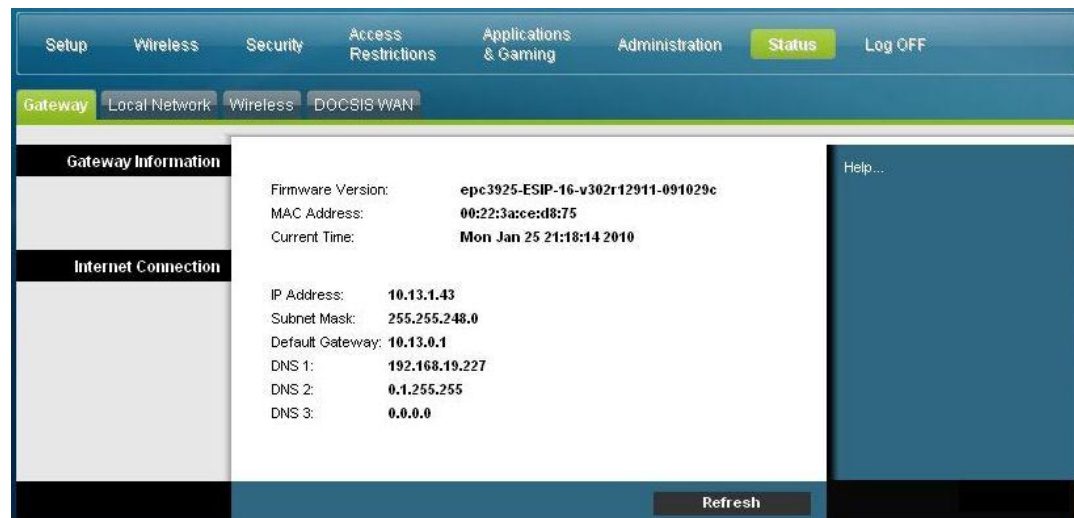 Setup Wireless Security Access Restrictions Applications & Gaming Administration Status Log OFF
Gateway Local Network Wireless DOCSIS WAN
Gateway Information
Help...
Firmware Version: epc3925-ESIP-16-v302r12911-091029c
MAC Address: 00:22:3a:ce:d8:75
Current Time: Mon Jan 25 21:18:14 2010
Internet Connection
IP Address: 10.13.1.43
Subnet Mask: 255.255.248.0
Default Gateway: 10.13.0.1
DNS 1: 192.168.19.227
DNS 2: 0.1.255.255
DNS 3: 0.0.0.0
Refresh